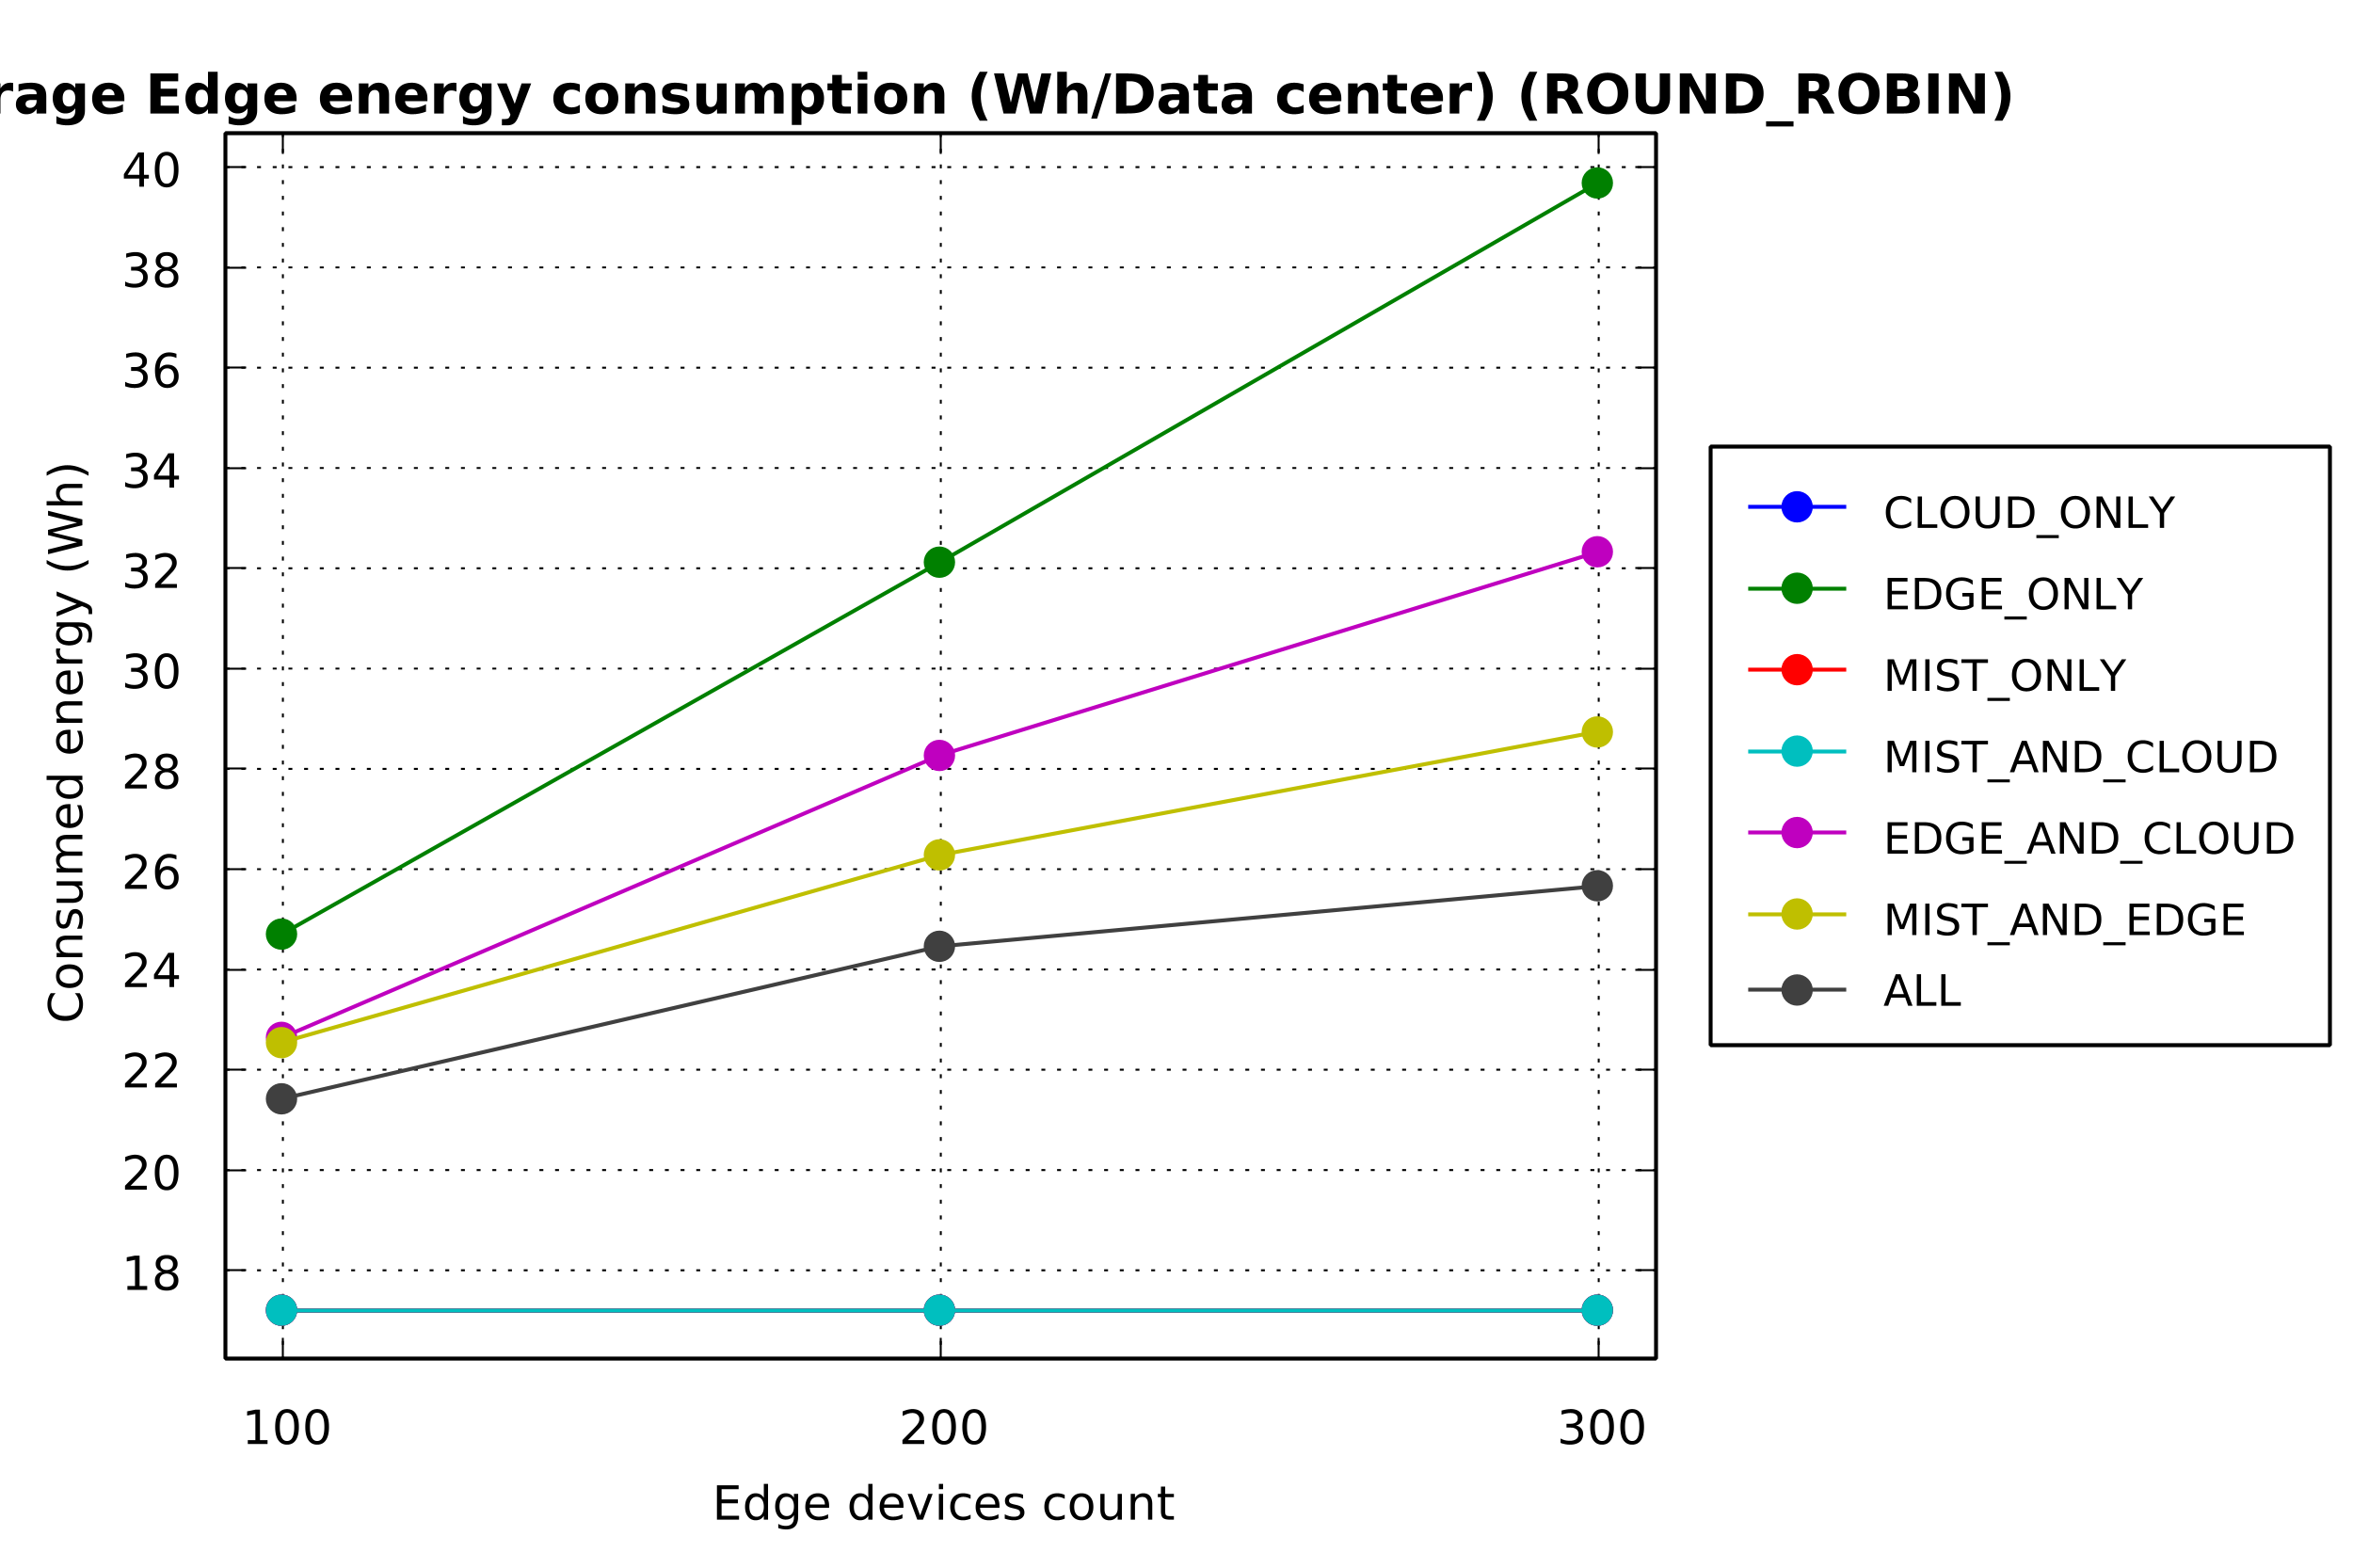 rage Edge energy consumption (Wh/Data center) (ROUND_ROBIN)
40
38
36
34
32
30
28
26
24
22
20
18
Consumed energy (Wh)
100 200 300
Edge devices count
CLOUD_ONLY
EDGE_ONLY
MIST_ONLY
MIST_AND_CLOUD
EDGE_AND_CLOUD
MIST_AND_EDGE
ALL